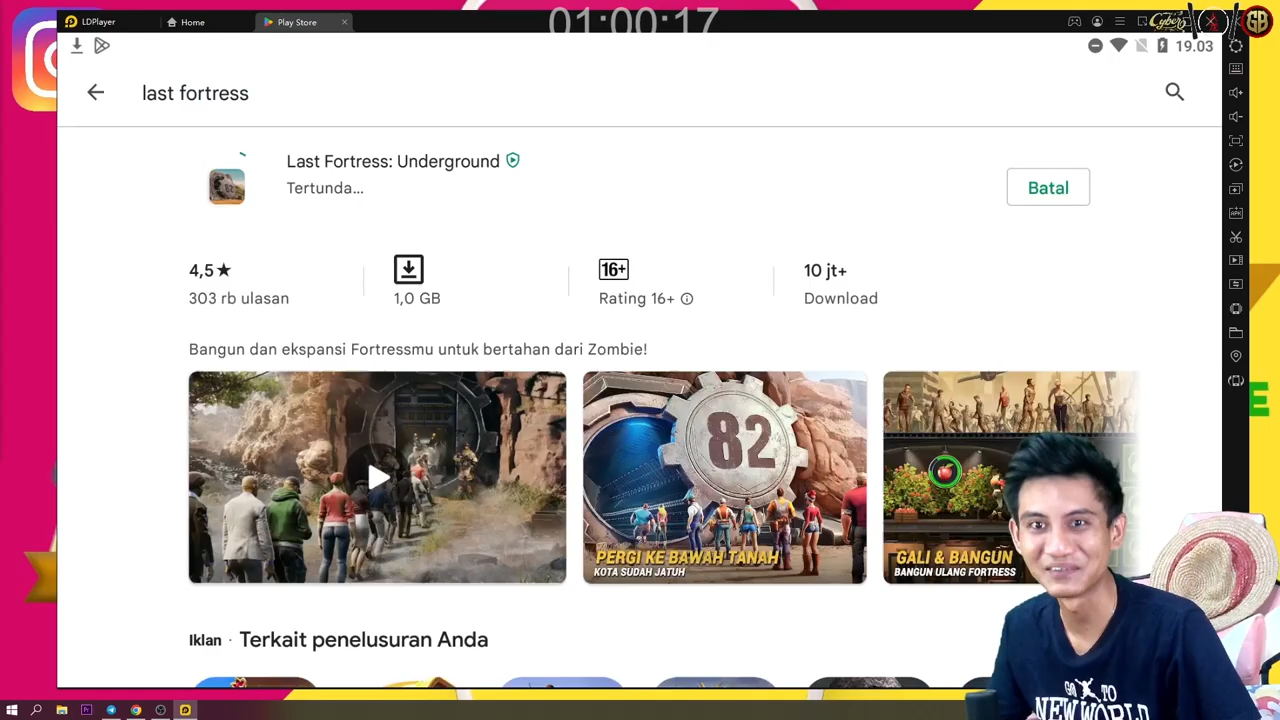 01:00:17
LDPlayer
Home
Play Store
19.03
last fortress
Last Fortress: Underground
Tertunda...
Batal
4,5★
303 rb ulasan
1,0 GB
16+
Rating 16+
10 jt+
Download
Bangun dan ekspansi Fortressmu untuk bertahan dari Zombie!
82
PERGI KE BAWAH TANAH
KOTA SUDAH JATUH
GALI & BANGUN
BANGUN ULANG FORTRESS
Iklan · Terkait penelusuran Anda
GO TO
NEW WORLD